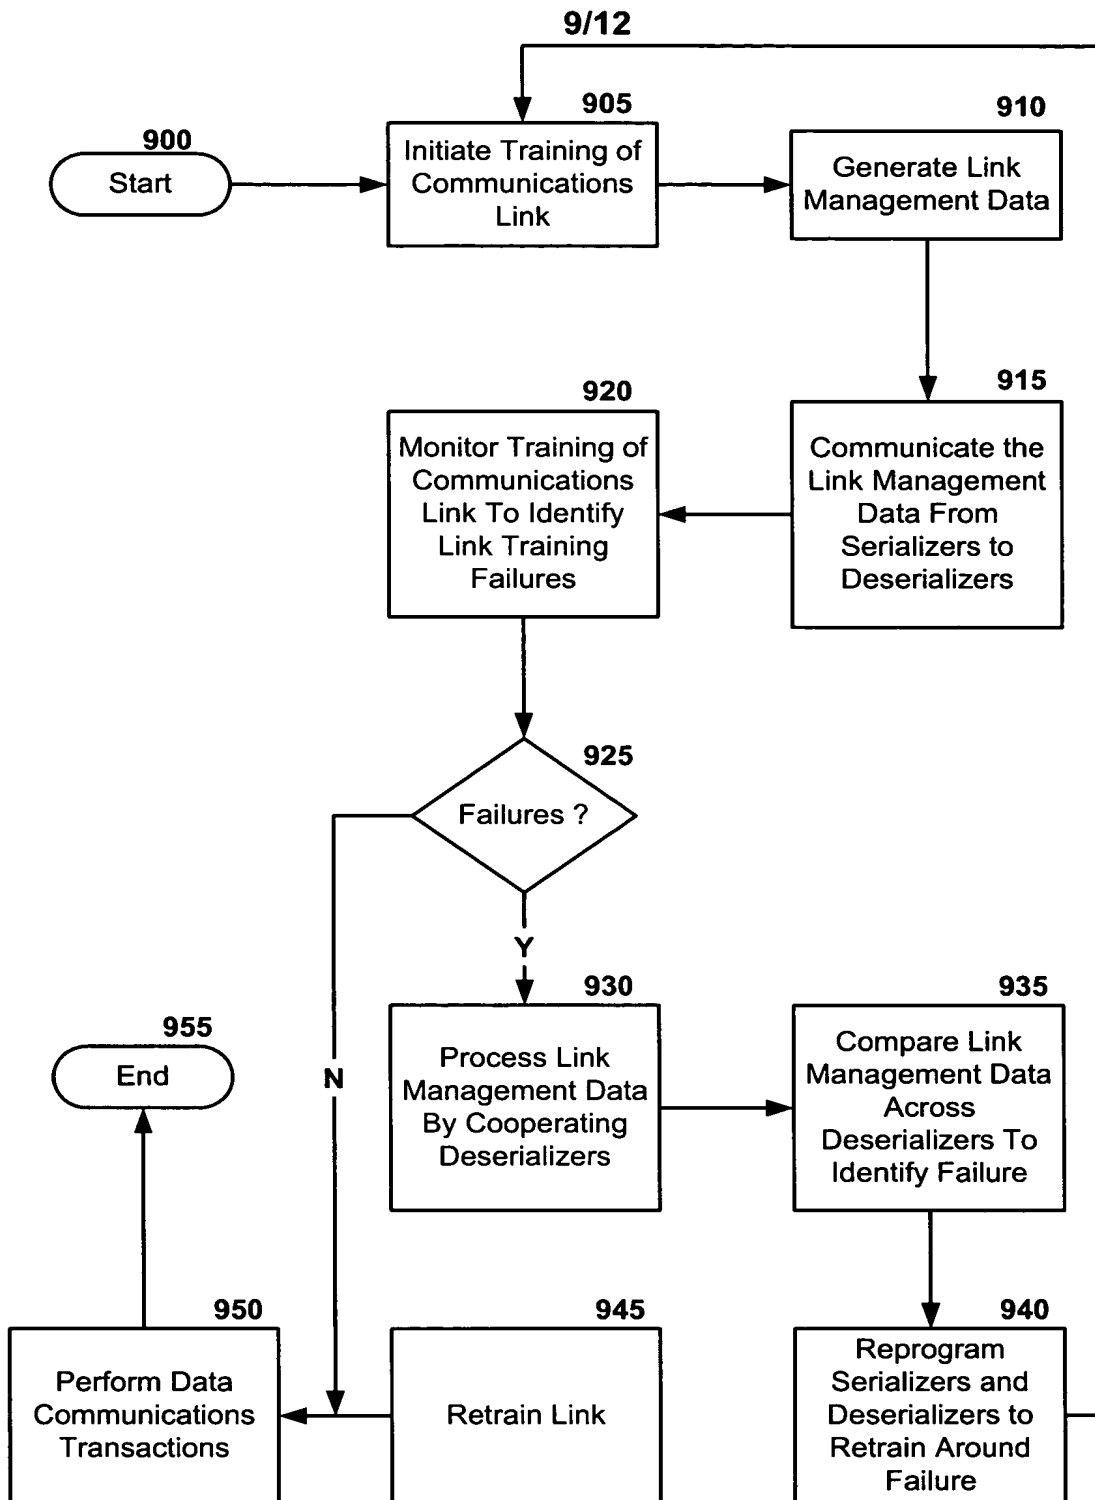 9/12
900
Start
905
Initiate Training of
Communications
Link
910
Generate Link
Management Data
915
Communicate the
Link Management
Data From
Serializers to
Deserializers
920
Monitor Training of
Communications
Link To Identify
Link Training
Failures
925
Failures ?
Y
N
930
Process Link
Management Data
By Cooperating
Deserializers
935
Compare Link
Management Data
Across
Deserializers To
Identify Failure
940
Reprogram
Serializers and
Deserializers to
Retrain Around
Failure
945
Retrain Link
950
Perform Data
Communications
Transactions
955
End